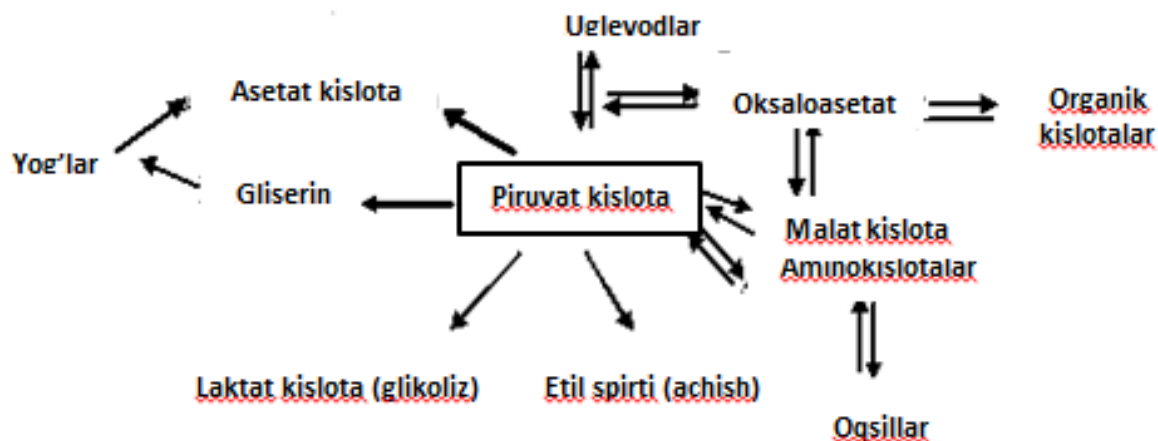 Uglevodlar
Asetat kislota
Oksaloasetat
Organik
kislotalar
Yog'lar
Gliserin
Piruvat kislota
Malat kislota
Aminokislotalar
Laktat kislota (glikoliz)
Etil spirti (achish)
Oqsillar